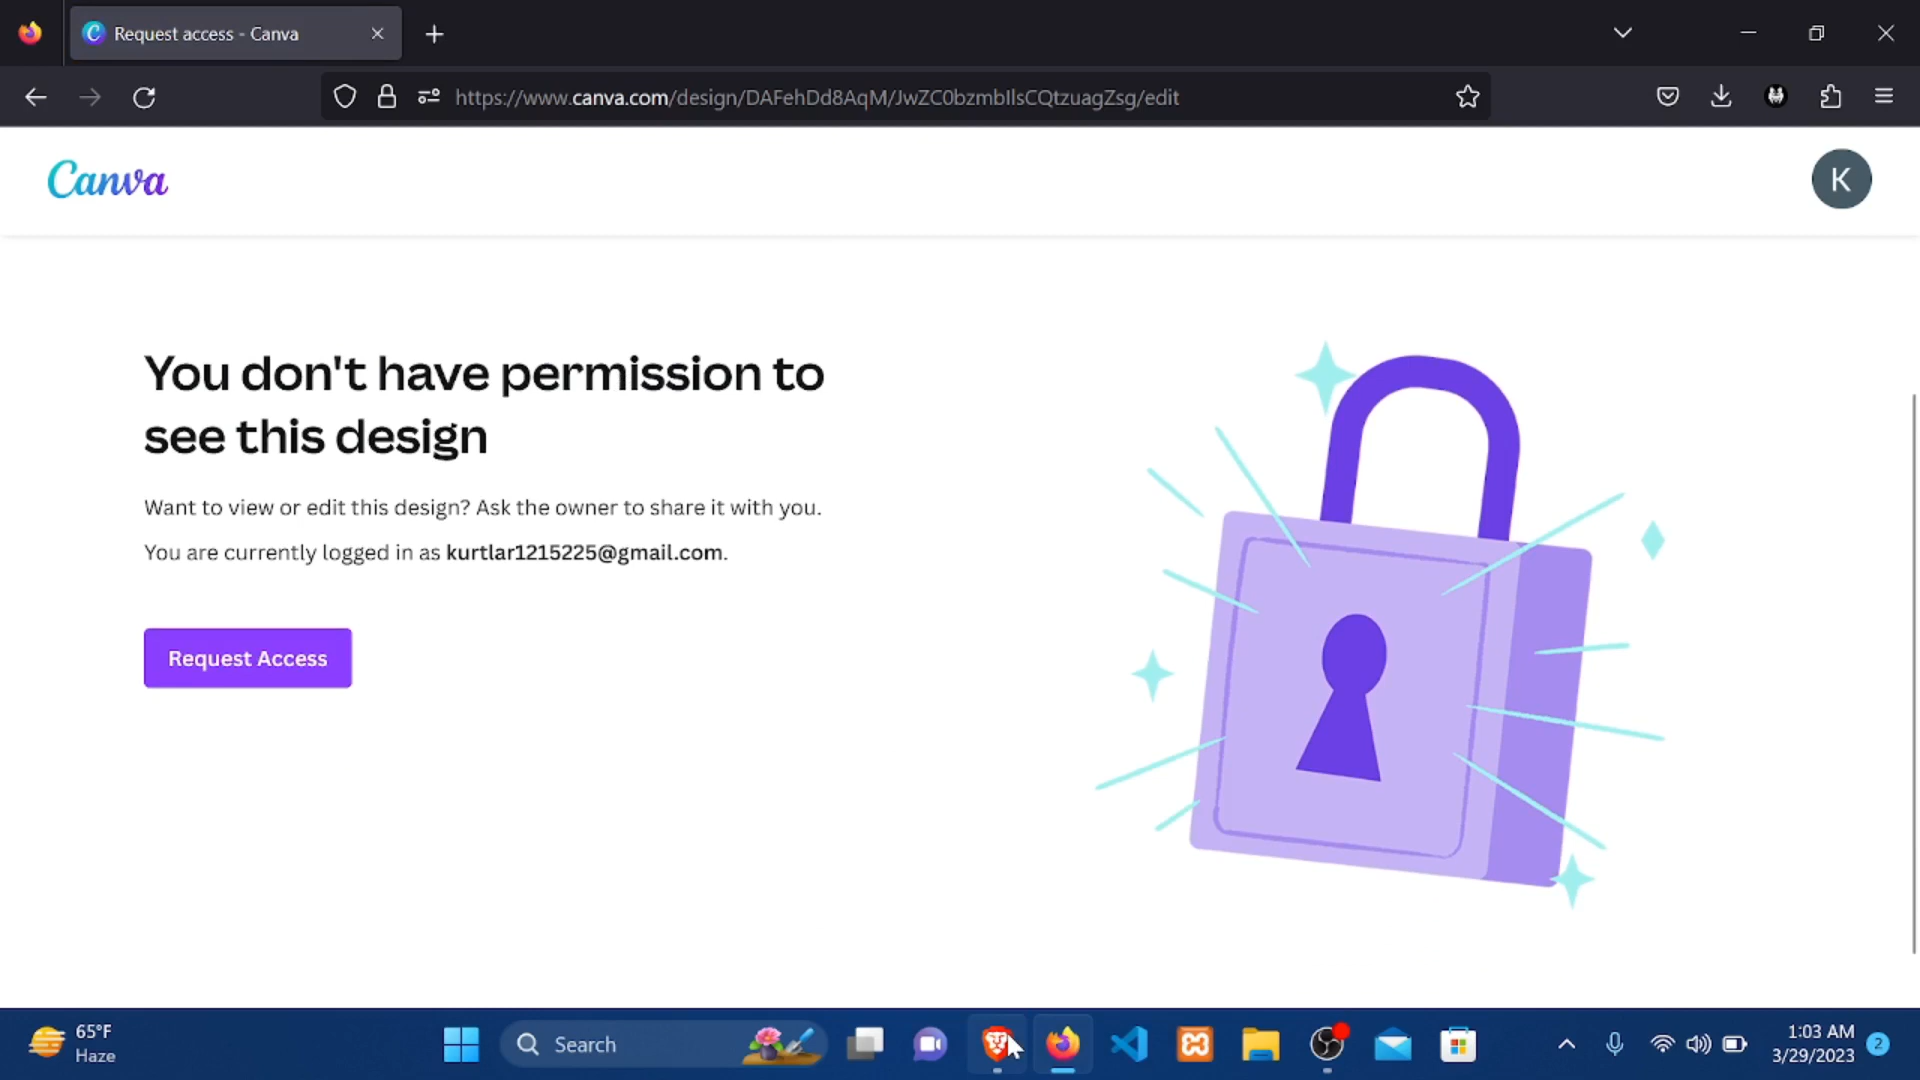 Request access - Canva
https://www.canva.com/design/DAFehDd8AqM/JwZC0bzmbIlsCQtzuagZsg/edit
Canva
K
You don't have permission to
see this design
Want to view or edit this design? Ask the owner to share it with you.
You are currently logged in as kurtlar1215225@gmail.com.
Request Access
65°F
Haze
Search
1:03 AM
3/29/2023
2